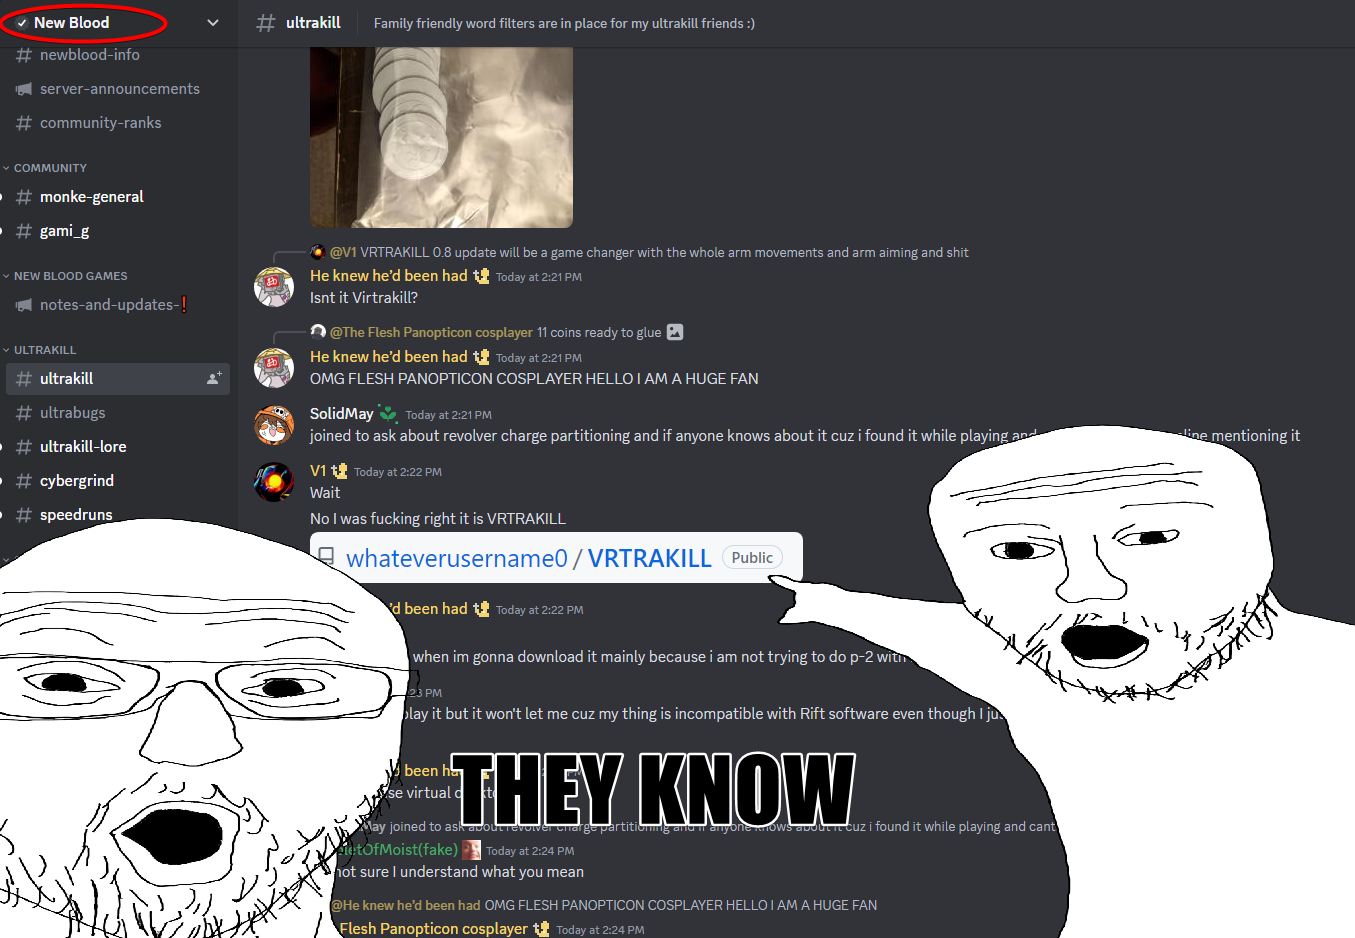 New Blood
# newblood-info
server-announcements
# community-ranks
COMMUNITY
# monke-general
# gami_g
NEW BLOOD GAMES
notes-and-updates-❗
ULTRAKILL
# ultrakill
# ultrabugs
# ultrakill-lore
# cybergrind
# speedruns
# ultrakill Family friendly word filters are in place for my ultrakill friends :)
@V1 VRTRAKILL 0.8 update will be a game changer with the whole arm movements and arm aiming and shit
He knew he'd been had Today at 2:21 PM
Isnt it Virtrakill?
@The Flesh Panopticon cosplayer 11 coins ready to glue
He knew he'd been had Today at 2:21 PM
OMG FLESH PANOPTICON COSPLAYER HELLO I AM A HUGE FAN
SolidMay Today at 2:21 PM
joined to ask about revolver charge partitioning and if anyone knows about it cuz i found it while playing and mentioning it
V1 Today at 2:22 PM
Wait
No I was fucking right it is VRTRAKILL
whateverusername0 / VRTRAKILL Public
'd been had Today at 2:22 PM
when im gonna download it mainly because i am not trying to do p-2 with
:23 PM
play it but it won't let me cuz my thing is incompatible with Rift software even though I
been
virtual
THEY KNOW
May joined to ask about revolver charge partitioning and if anyone knows about it cuz i found it while playing and cant
OfMoist(fake) Today at 2:24 PM
not sure I understand what you mean
@He knew he'd been had OMG FLESH PANOPTICON COSPLAYER HELLO I AM A HUGE FAN
Flesh Panopticon cosplayer Today at 2:24 PM